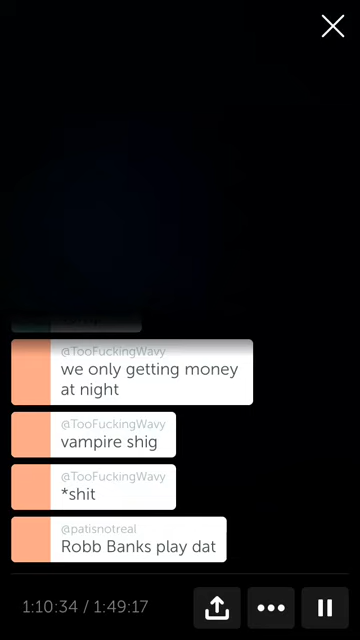 @TooFuckingWavy
we only getting money
at night
@TooFuckingWavy
vampire shig
@TooFuckingWavy
*shit
@patisnotreal
Robb Banks play dat
1:10:34 / 1:49:17